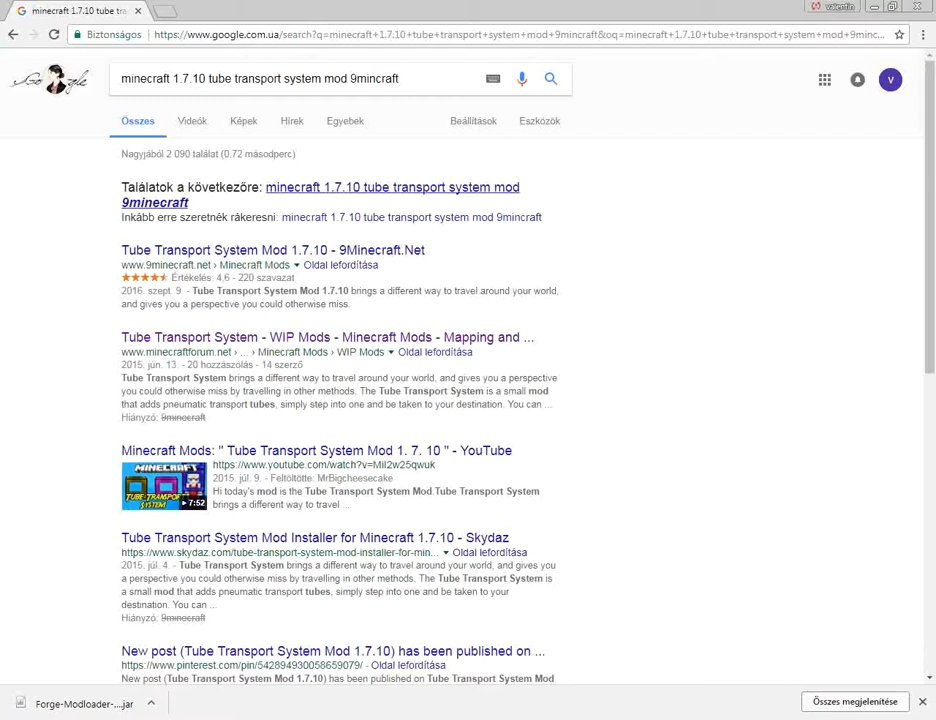 minecraft 1.7.10 tube tra
valentin
Biztonságos
https://www.google.com.ua/search?q=minecraft+1.7.10+tube+transport+system+mod+9mincraft&oq=minecraft+1.7.10+tube+transport+system+mod+9minc...
minecraft 1.7.10 tube transport system mod 9mincraft
V
Összes Videók Képek Hírek Egyebek Beállítások Eszközök
Nagyjából 2 090 találat (0,72 másodperc)
Találatok a következőre: minecraft 1.7.10 tube transport system mod
9minecraft
Inkább erre szeretnék rákeresni: minecraft 1.7.10 tube transport system mod 9mincraft
Tube Transport System Mod 1.7.10 - 9Minecraft.Net
www.9minecraft.net › Minecraft Mods ▼ Oldal lefordítása
Értékelés: 4,6 - 220 szavazat
2016. szept. 9. - Tube Transport System Mod 1.7.10 brings a different way to travel around your world,
and gives you a perspective you could otherwise miss.
Tube Transport System - WIP Mods - Minecraft Mods - Mapping and ...
www.minecraftforum.net › ... › Minecraft Mods › WIP Mods ▼ Oldal lefordítása
2015. jún. 13. - 20 hozzászólás - 14 szerző
Tube Transport System brings a different way to travel around your world, and gives you a perspective
you could otherwise miss by travelling in other methods. The Tube Transport System is a small mod
that adds pneumatic transport tubes, simply step into one and be taken to your destination. You can ...
Hiányzó: 9minecraft
Minecraft Mods: " Tube Transport System Mod 1. 7. 10 " - YouTube
MINECRAFT
TUBE-TRANSPORT
SYSTEM
▶ 7:52
https://www.youtube.com/watch?v=MiI2w25qwuk
2015. júl. 9. - Feltöltötte: MrBigcheesecake
Hi today's mod is the Tube Transport System Mod.Tube Transport System
brings a different way to travel ...
Tube Transport System Mod Installer for Minecraft 1.7.10 - Skydaz
https://www.skydaz.com/tube-transport-system-mod-installer-for-min... ▼ Oldal lefordítása
2015. júl. 4. - Tube Transport System brings a different way to travel around your world, and gives you
a perspective you could otherwise miss by travelling in other methods. The Tube Transport System is
a small mod that adds pneumatic transport tubes, simply step into one and be taken to your
destination. You can ...
Hiányzó: 9minecraft
New post (Tube Transport System Mod 1.7.10) has been published on ...
https://www.pinterest.com/pin/542894930058659079/ - Oldal lefordítása
New post (Tube Transport System Mod 1.7.10) has been published on Tube Transport System Mod
Forge-Modloader-....jar
Összes megjelenítése